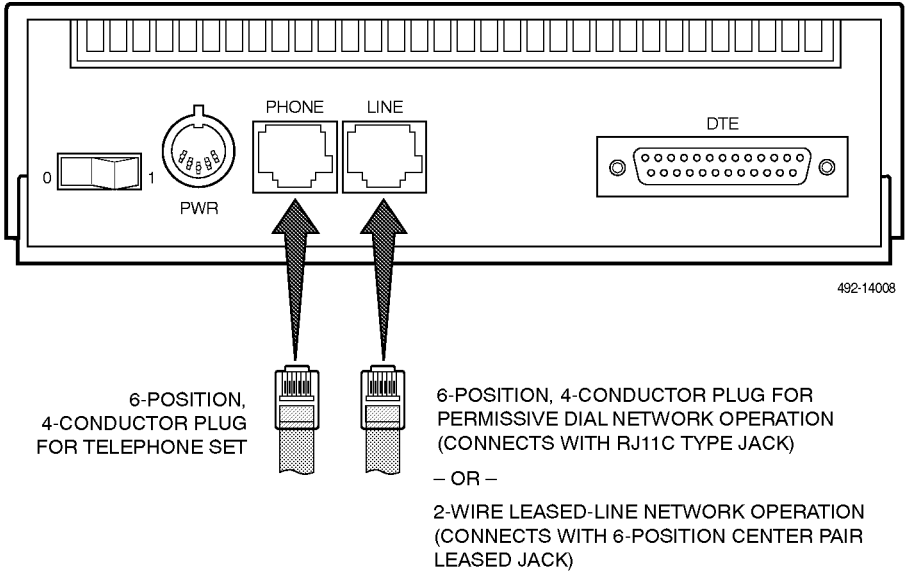 PHONE
LINE
DTE
0
1
PWR
492-14008
6-POSITION,
4-CONDUCTOR PLUG
FOR TELEPHONE SET
6-POSITION, 4-CONDUCTOR PLUG FOR
PERMISSIVE DIAL NETWORK OPERATION
(CONNECTS WITH RJ11C TYPE JACK)
– OR –
2-WIRE LEASED-LINE NETWORK OPERATION
(CONNECTS WITH 6-POSITION CENTER PAIR
LEASED JACK)